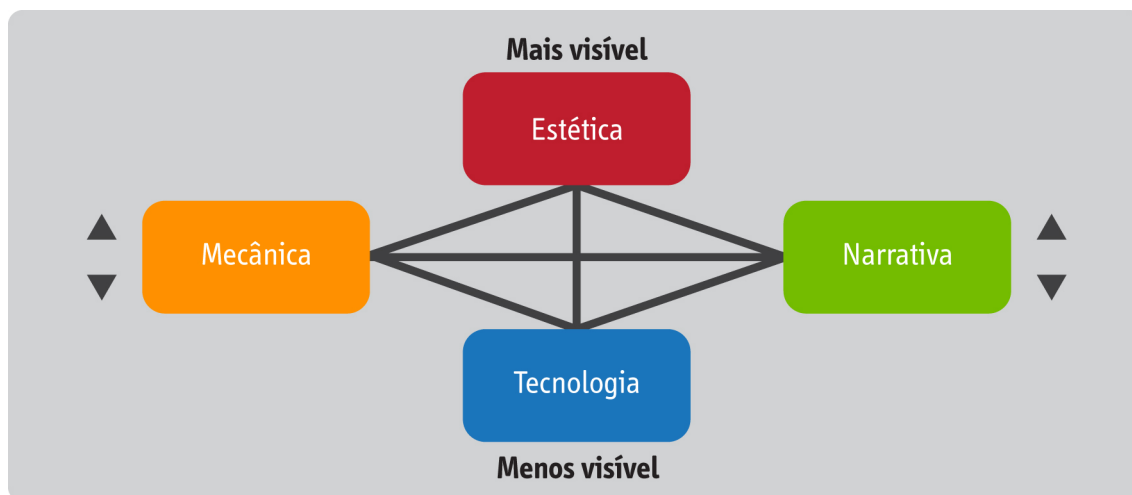 Mais visível
Estética
Mecânica
Narrativa
Tecnologia
Menos visível